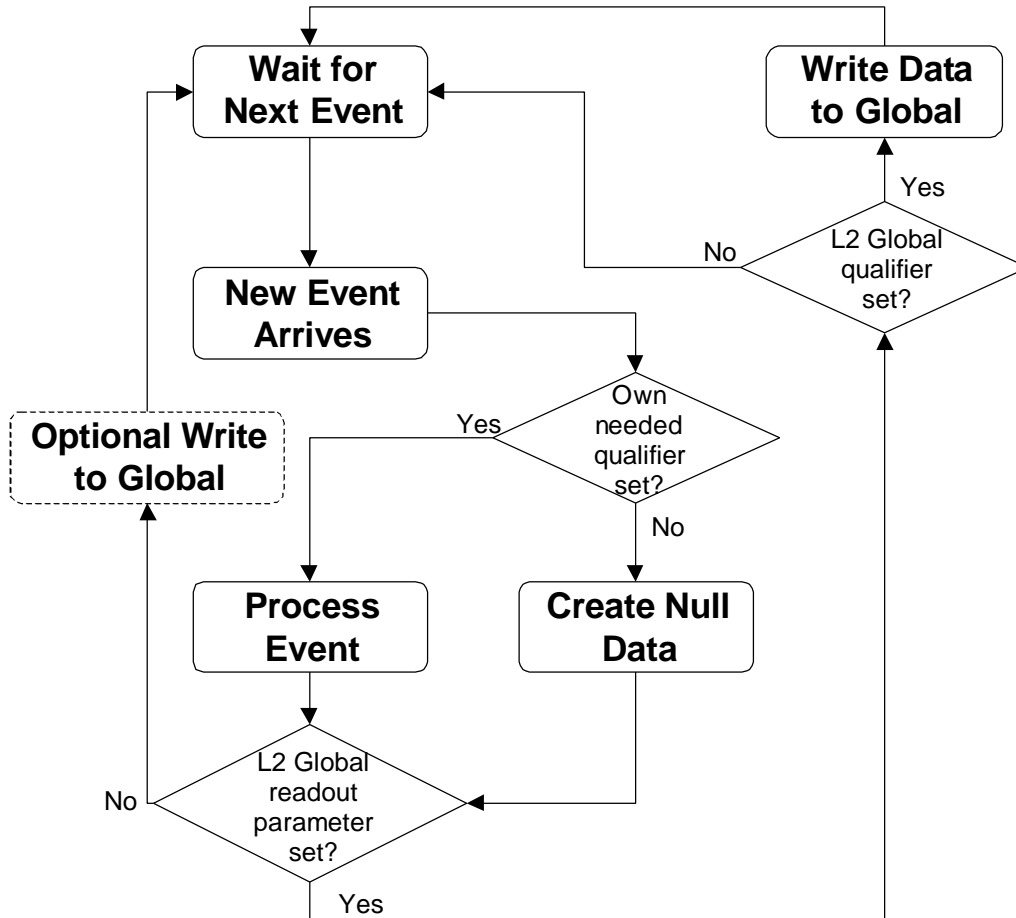 Wait for
Next Event
Write Data
to Global
Yes
No
L2 Global
qualifier
set?
New Event
Arrives
Own
needed
qualifier
set?
Yes
Optional Write
to Global
No
Process
Event
Create Null
Data
L2 Global
readout
parameter
set?
No
Yes